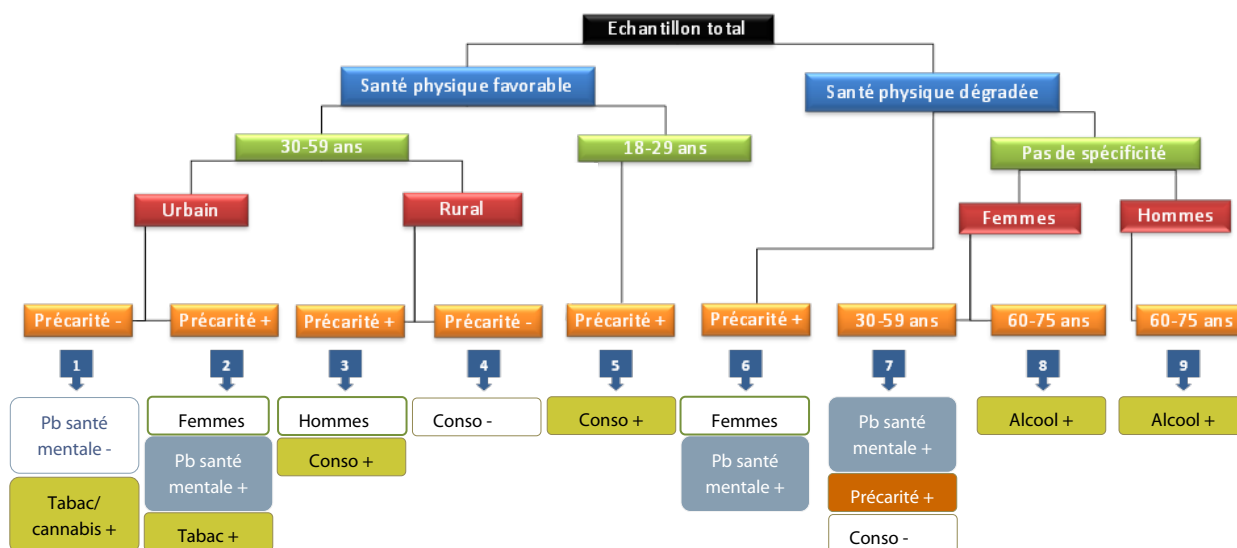 Echantillon total
Santé physique favorable
Santé physique dégradée
30-59 ans
18-29 ans
Pas de spécificité
Urbain
Rural
Femmes
Hommes
Précarité -
Précarité +
Précarité +
Précarité -
Précarité +
Précarité +
30-59 ans
60-75 ans
60-75 ans
1
2
3
4
5
6
7
8
9
Pb santé
mentale -
Tabac/
cannabis +
Femmes
Pb santé
mentale +
Tabac +
Hommes
Conso +
Conso -
Conso +
Femmes
Pb santé
mentale +
Pb santé
mentale +
Précarité +
Conso -
Alcool +
Alcool +